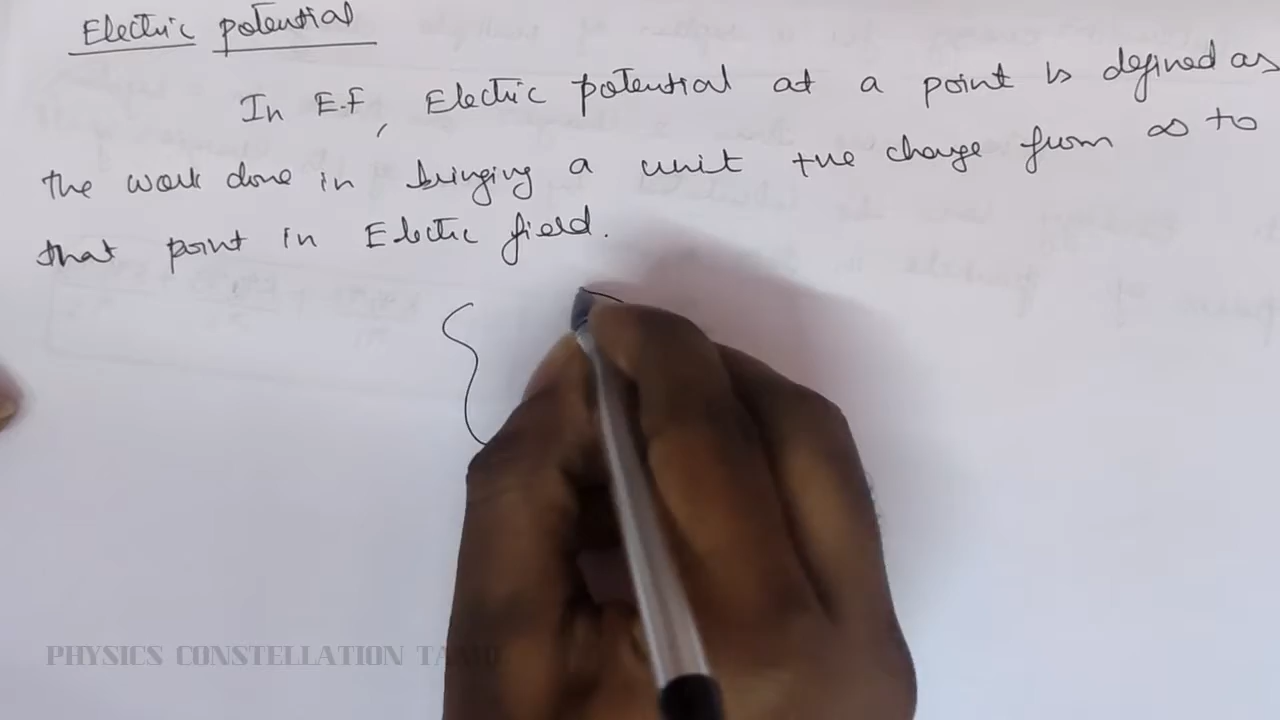 Electric potential
In E.F, Electric potential at a point is defined as
the work done in bringing a unit +ve charge from ∞ to
that point in Electric field.
PHYSICS CONSTELLATION